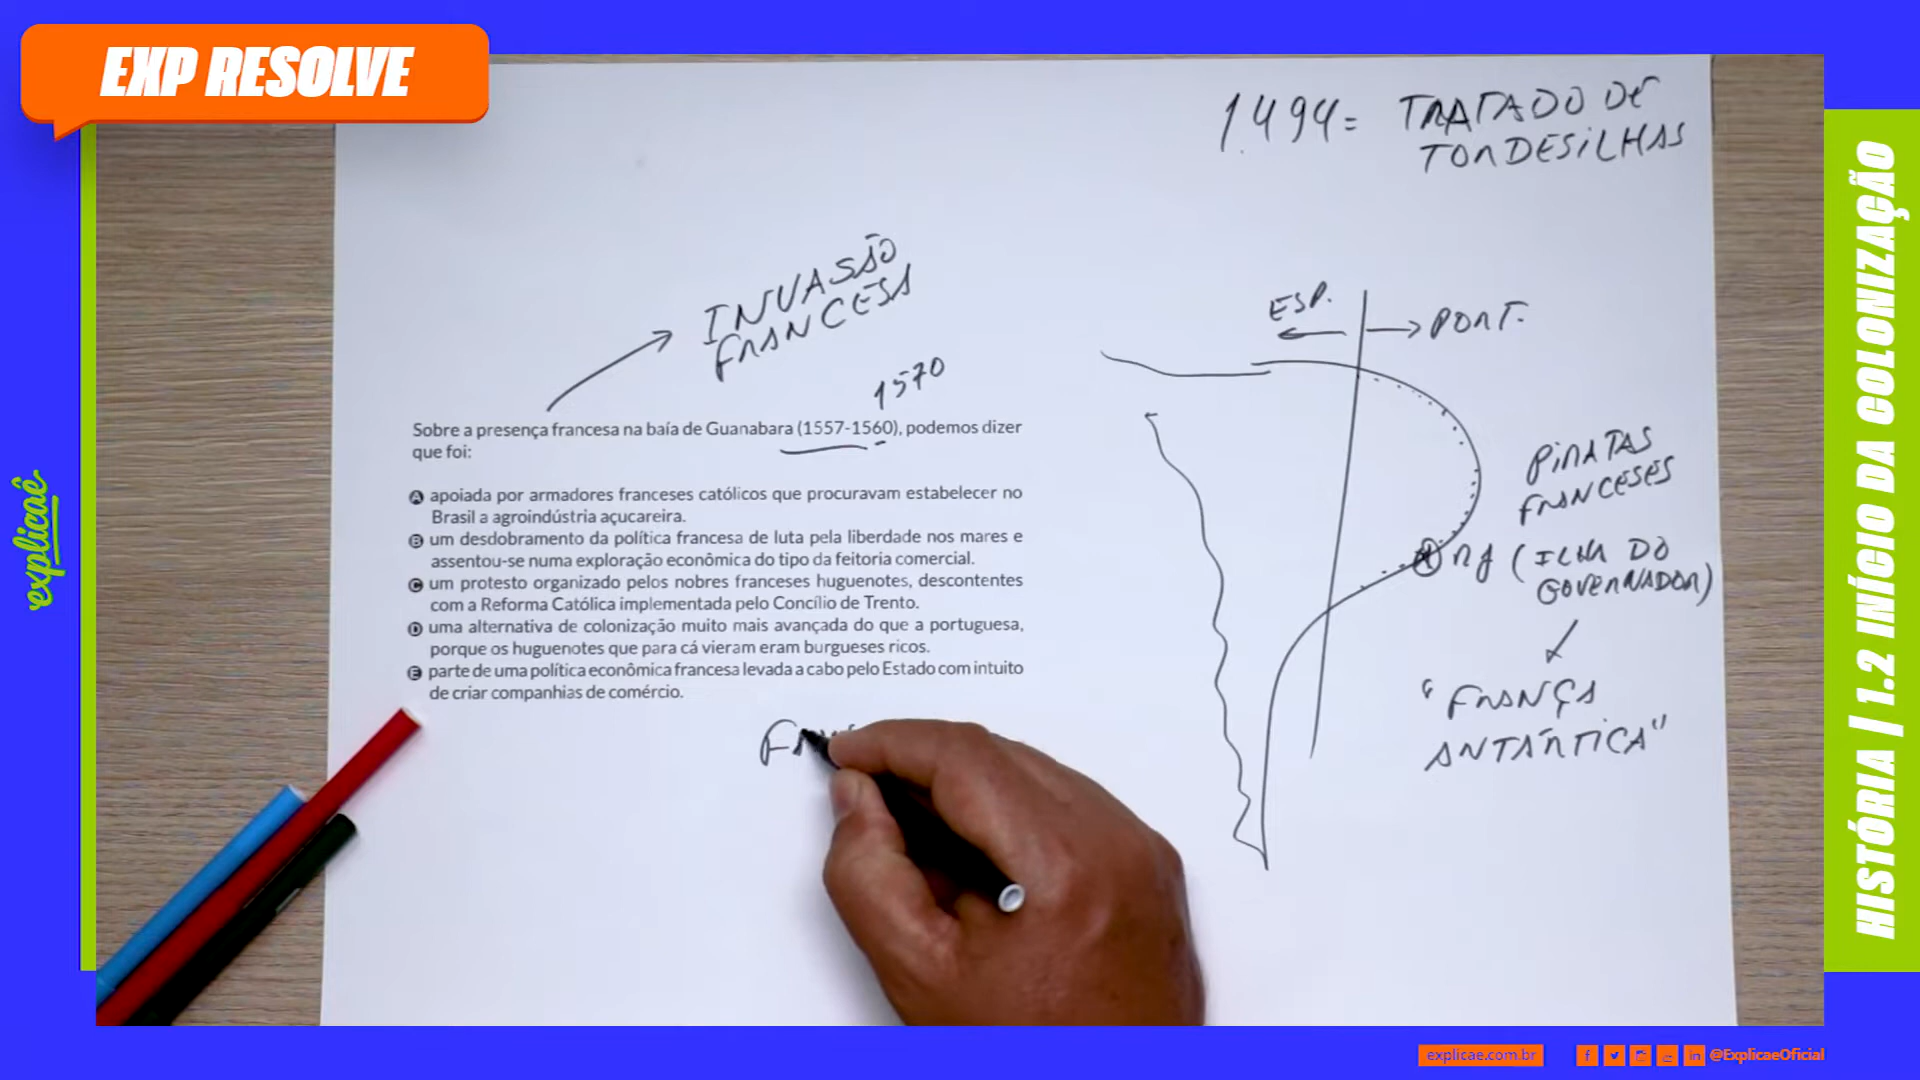 EXP RESOLVE
1494 = TRATADO DE
TORDESILHAS
INVASÃO
FRANCESA
1570
ESP.
PORT.
Sobre a presença francesa na baía de Guanabara (1557-1560), podemos dizer
que foi:
A apoiada por armadores franceses católicos que procuravam estabelecer no
Brasil a agroindústria açucareira.
B um desdobramento da política francesa de luta pela liberdade nos mares e
assentou-se numa exploração econômica do tipo da feitoria comercial.
C um protesto organizado pelos nobres franceses huguenotes, descontentes
com a Reforma Católica implementada pelo Concílio de Trento.
D uma alternativa de colonização muito mais avançada do que a portuguesa,
porque os huguenotes que para cá vieram eram burgueses ricos.
E parte de uma política econômica francesa levada a cabo pelo Estado com intuito
de criar companhias de comércio.
PIRATAS
FRANCESES
RJ (ILHA DO
GOVERNADOR)
"FRANÇA
ANTÁRTICA"
explicaê
HISTÓRIA | 1.2 INÍCIO DA COLONIZAÇÃO
explicae.com.br
@ExplicaeOficial